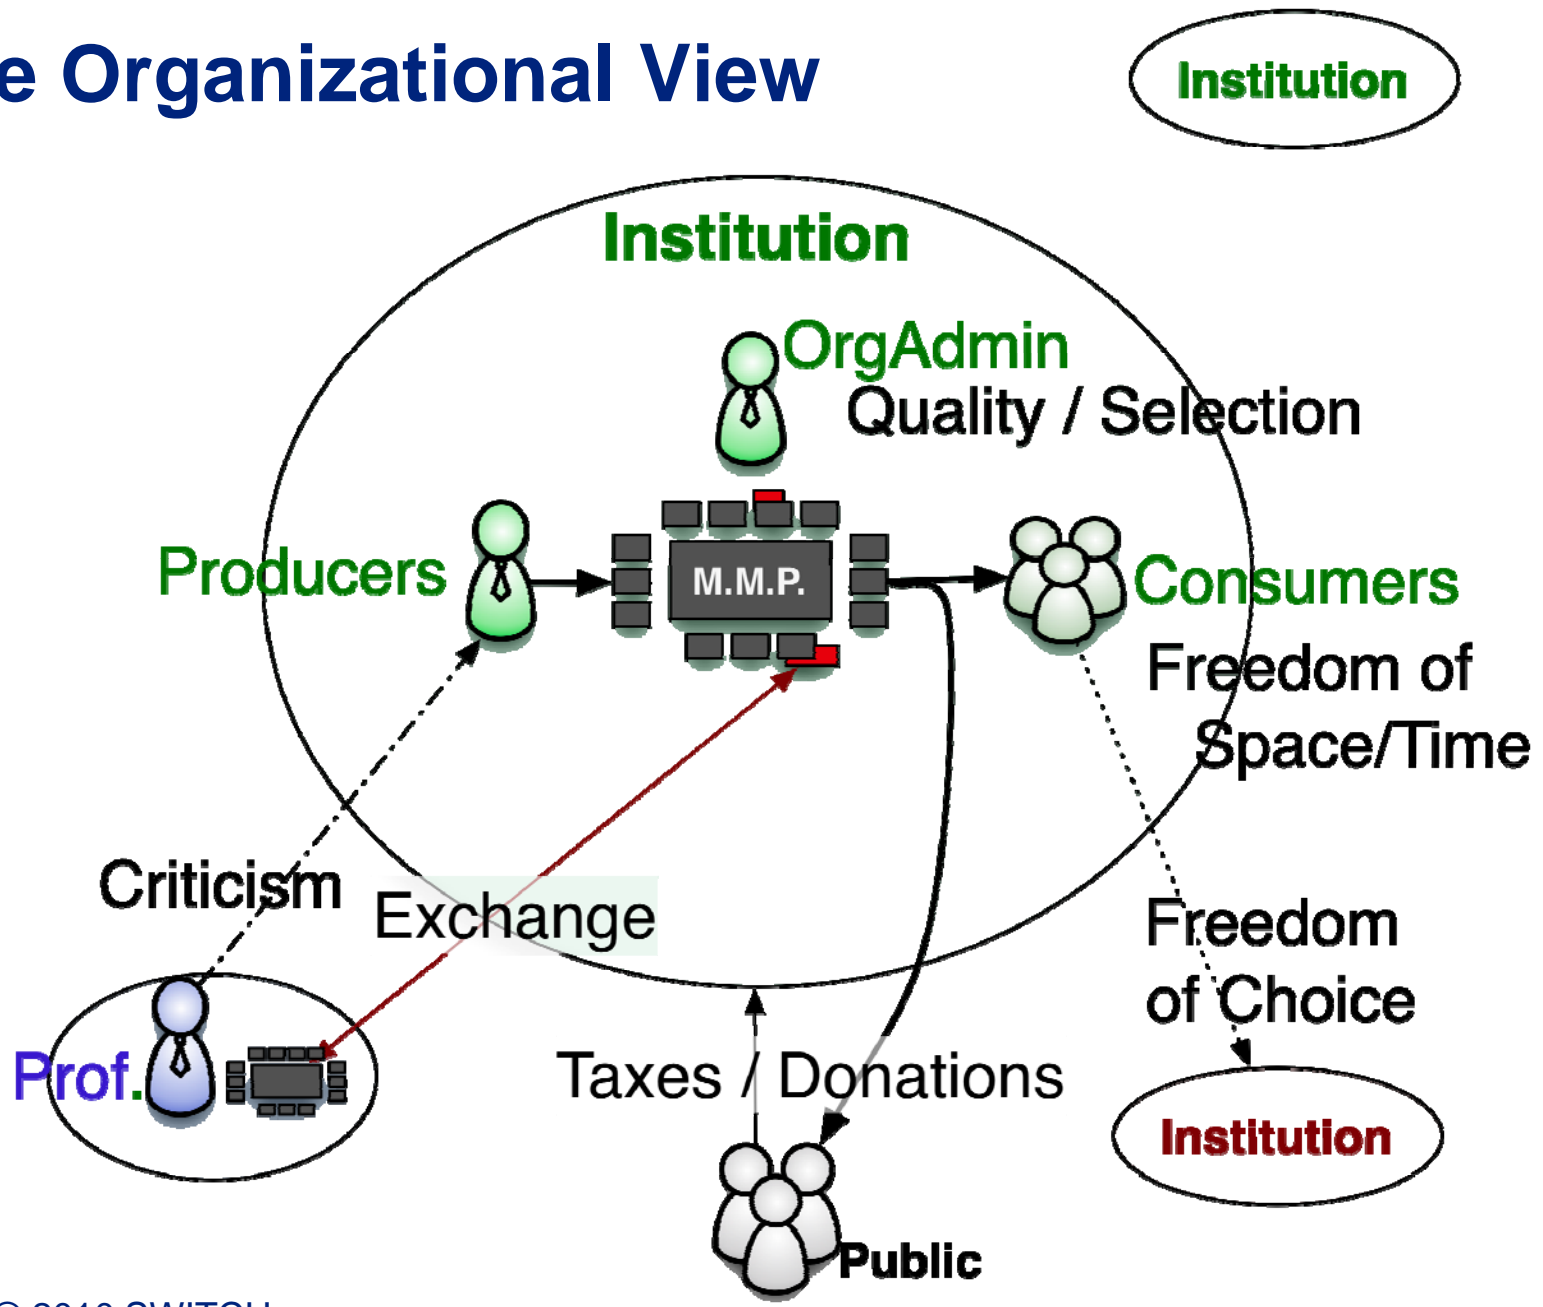 e Organizational View
Institution
Institution
OrgAdmin
Quality / Selection
Producers
M.M.P.
Consumers
Freedom of
Space/Time
Criticism
Exchange
Freedom
of Choice
Prof.
Taxes / Donations
Institution
Public